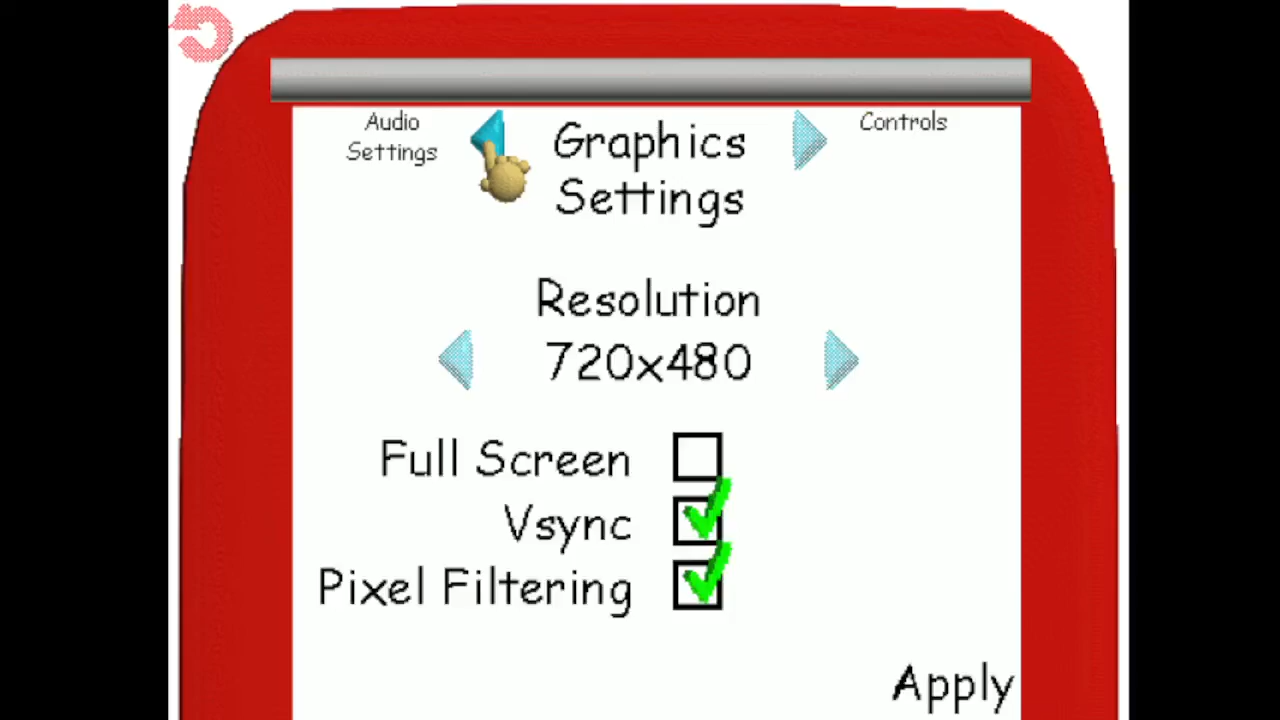 Audio
Settings
Graphics
Settings
Controls
Resolution
720x480
Full Screen
Vsync
Pixel Filtering
Apply